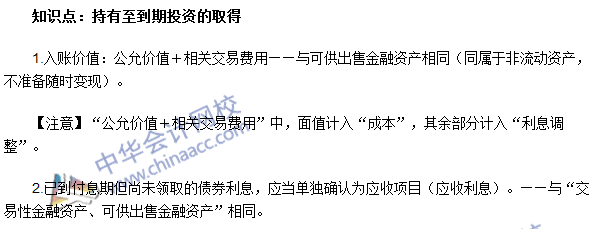 知识点：持有至到期投资的取得
1.入账价值：公允价值＋相关交易费用——与可供出售金融资产相同（同属于非流动资产，
不准备随时变现）。
【注意】“公允价值＋相关交易费用”中，面值计入“成本”，其余部分计入“利息调
整”。
中华会计网校
www.chinaacc.com
2.已到付息期但尚未领取的债券利息，应当单独确认为应收项目（应收利息）。——与“交
易性金融资产、可供出售金融资产”相同。